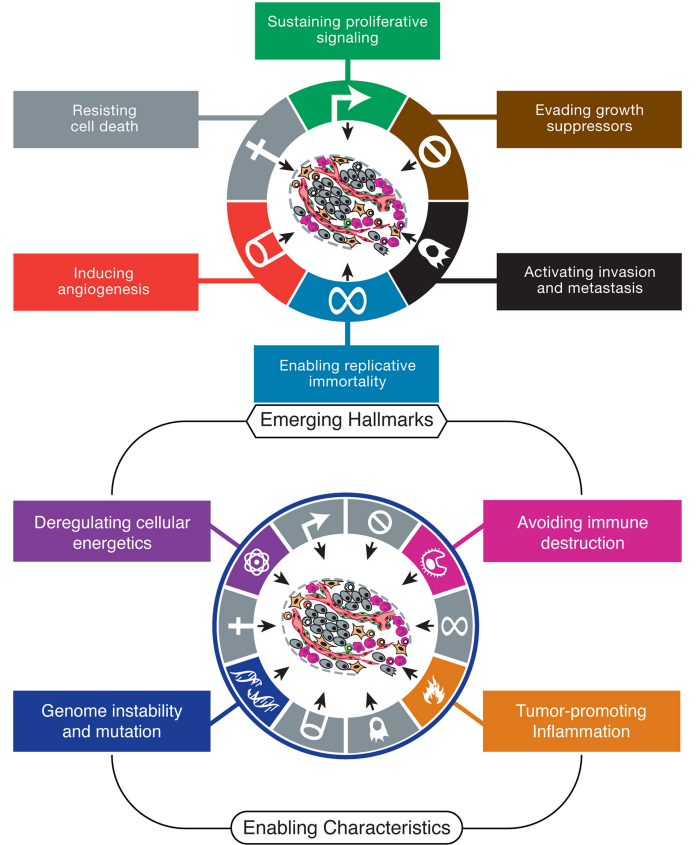 Sustaining proliferative
signaling
Resisting
cell death
Evading growth
suppressors
Inducing
angiogenesis
Activating invasion
and metastasis
Enabling replicative
immortality
Emerging Hallmarks
Deregulating cellular
energetics
Avoiding immune
destruction
Genome instability
and mutation
Tumor-promoting
Inflammation
Enabling Characteristics